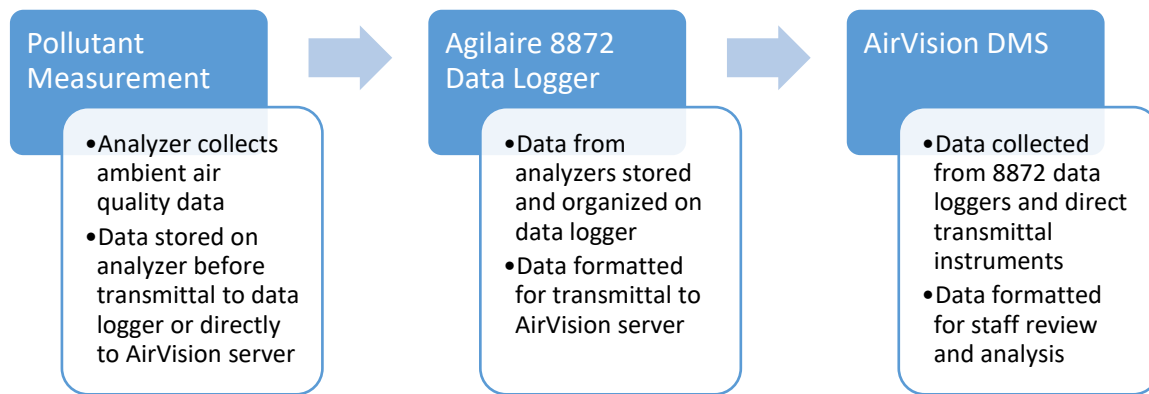 Pollutant
Measurement
•Analyzer collects
ambient air
quality data
•Data stored on
analyzer before
transmittal to data
logger or directly
to AirVision server
Agilaire 8872
Data Logger
•Data from
analyzers stored
and organized on
data logger
•Data formatted
for transmittal to
AirVision server
AirVision DMS
•Data collected
from 8872 data
loggers and direct
transmittal
instruments
•Data formatted
for staff review
and analysis